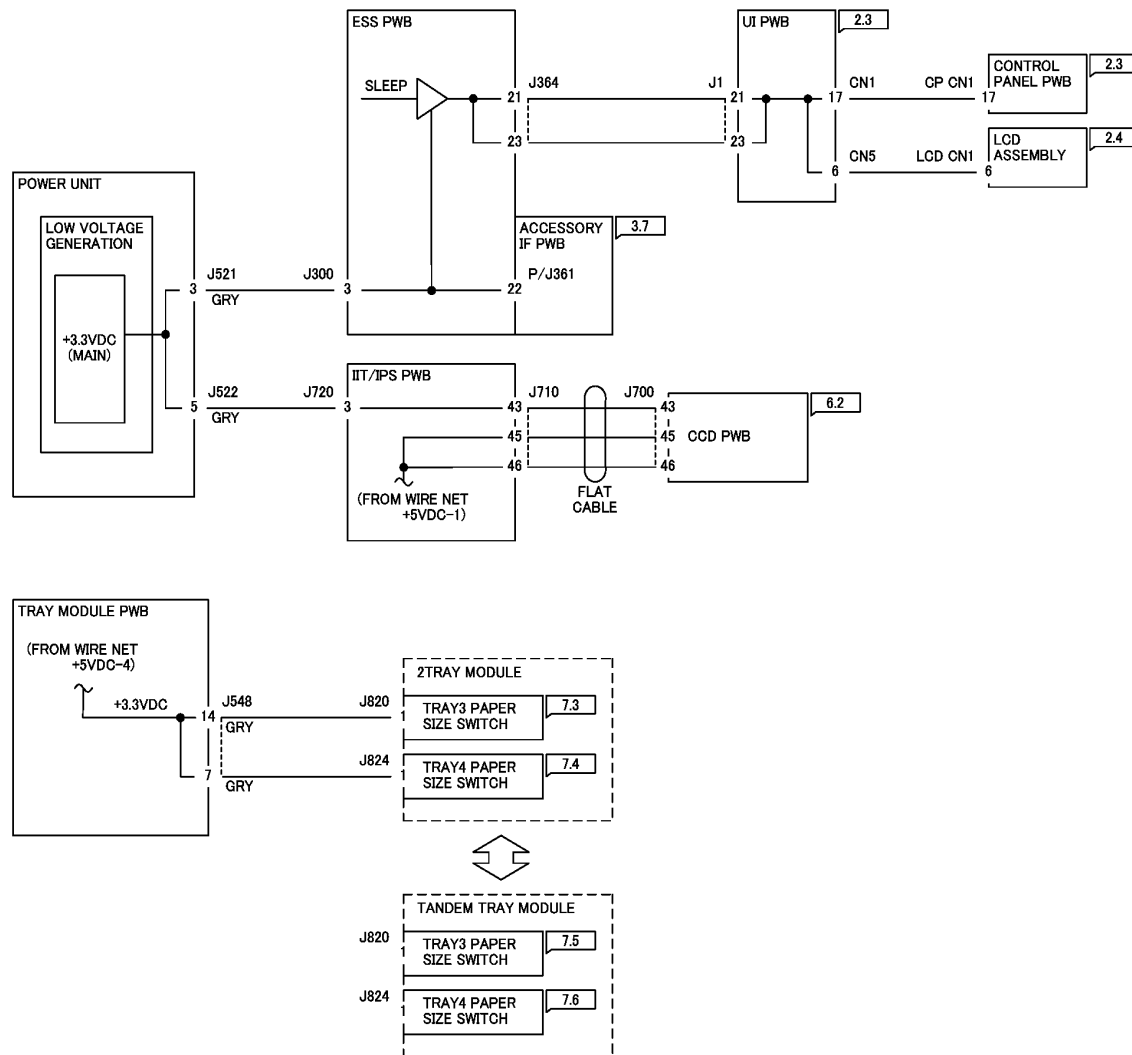 ESS PWB
UI PWB
2.3
SLEEP
J364
J1
CN1
CP CN1
CONTROL
PANEL PWB
2.3
21
21
17
17
23
23
CN5
LCD CN1
LCD
ASSEMBLY
2.4
6
6
POWER UNIT
LOW VOLTAGE
GENERATION
ACCESSORY
IF PWB
3.7
J521
J300
P/J361
3
GRY
3
22
+3.3VDC
(MAIN)
IIT/IPS PWB
J522
J720
J710
J700
6.2
5
GRY
3
43
43
45
45
CCD PWB
46
46
(FROM WIRE NET
+5VDC-1)
FLAT
CABLE
TRAY MODULE PWB
(FROM WIRE NET
+5VDC-4)
2TRAY MODULE
+3.3VDC
J548
J820
TRAY3 PAPER
SIZE SWITCH
7.3
14
GRY
1
J824
TRAY4 PAPER
SIZE SWITCH
7.4
7
GRY
1
TANDEM TRAY MODULE
J820
1
TRAY3 PAPER
SIZE SWITCH
7.5
J824
1
TRAY4 PAPER
SIZE SWITCH
7.6